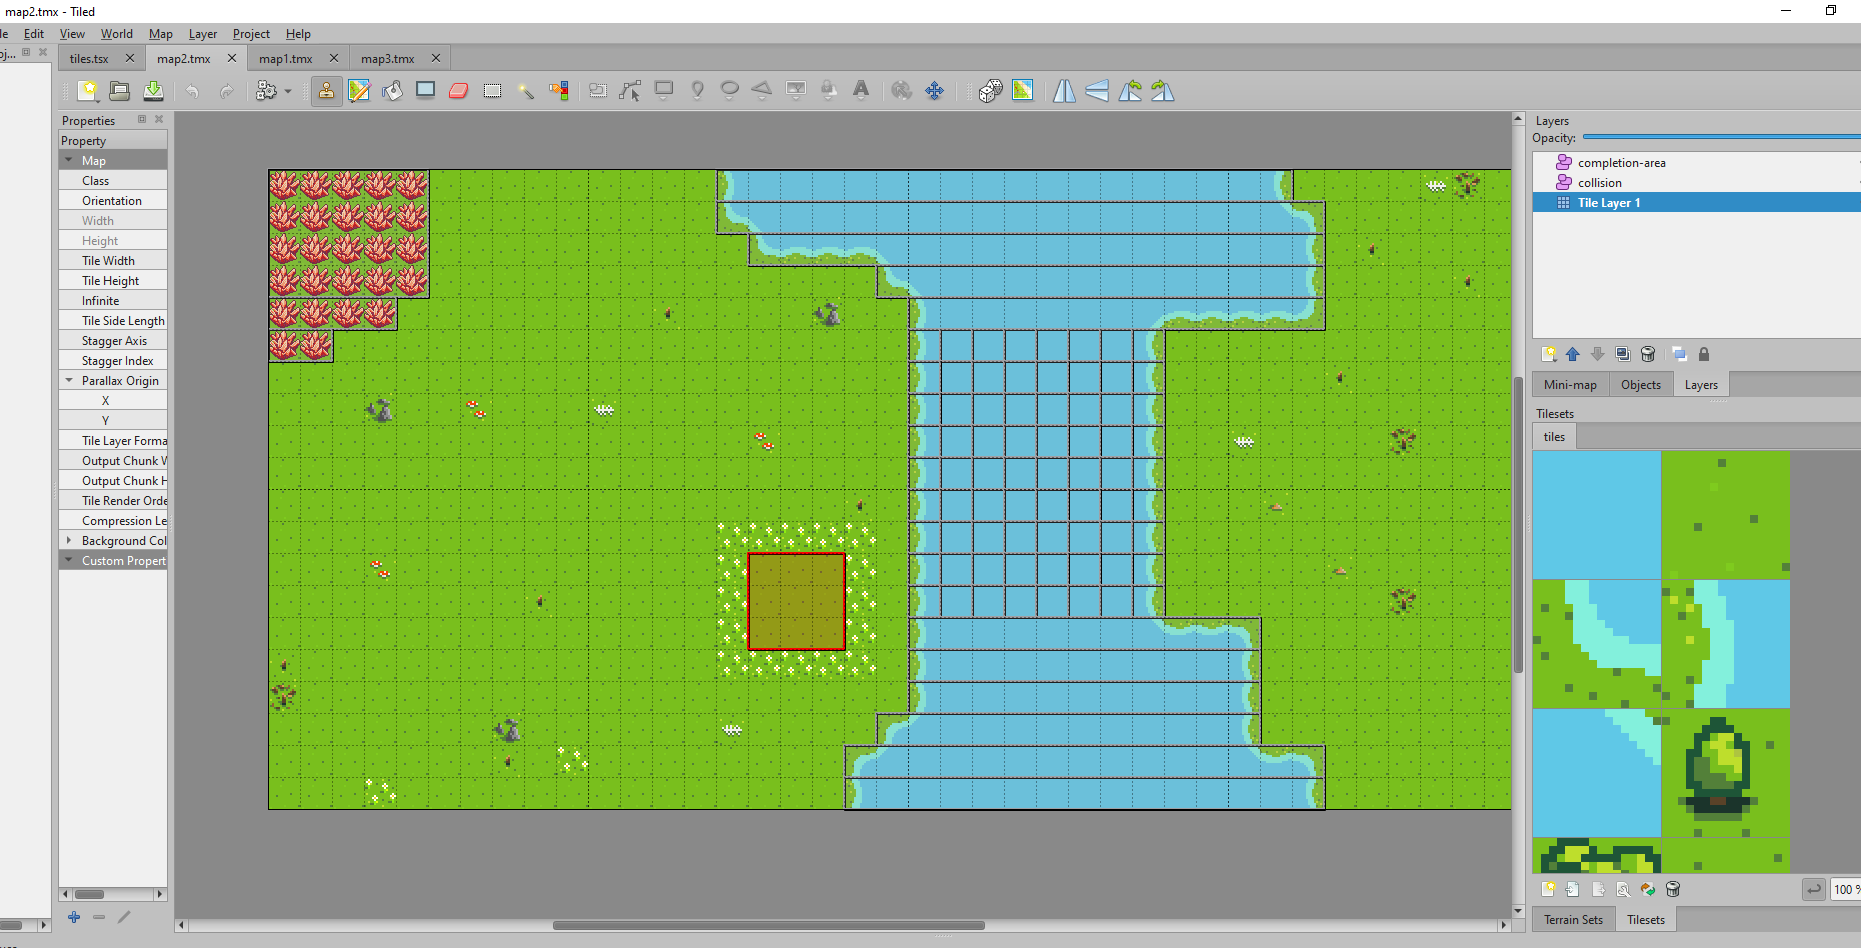 map2.tmx - Tiled
Edit View World Map Layer Project Help
tiles.tsx map2.tmx map1.tmx map3.tmx
Properties
Property
Map
Class
Orientation
Width
Height
Tile Width
Tile Height
Infinite
Tile Side Length
Stagger Axis
Stagger Index
Parallax Origin
X
Y
Tile Layer Forma
Output Chunk W
Output Chunk H
Tile Render Orde
Compression Le
Background Col
Custom Propert
Layers
Opacity:
completion-area
collision
Tile Layer 1
Mini-map Objects Layers
Tilesets
tiles
100 %
Terrain Sets Tilesets